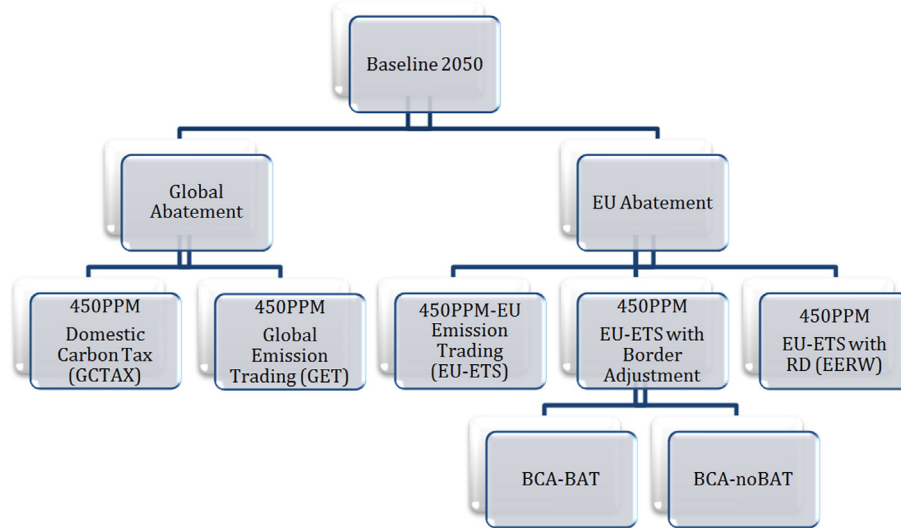 Baseline 2050
Global
Abatement
EU Abatement
450PPM
Domestic
Carbon Tax
(GCTAX)
450PPM
Global
Emission
Trading (GET)
450PPM-EU
Emission
Trading
(EU-ETS)
450PPM
EU-ETS with
Border
Adjustment
450PPM
EU-ETS with
RD (EERW)
BCA-BAT
BCA-noBAT